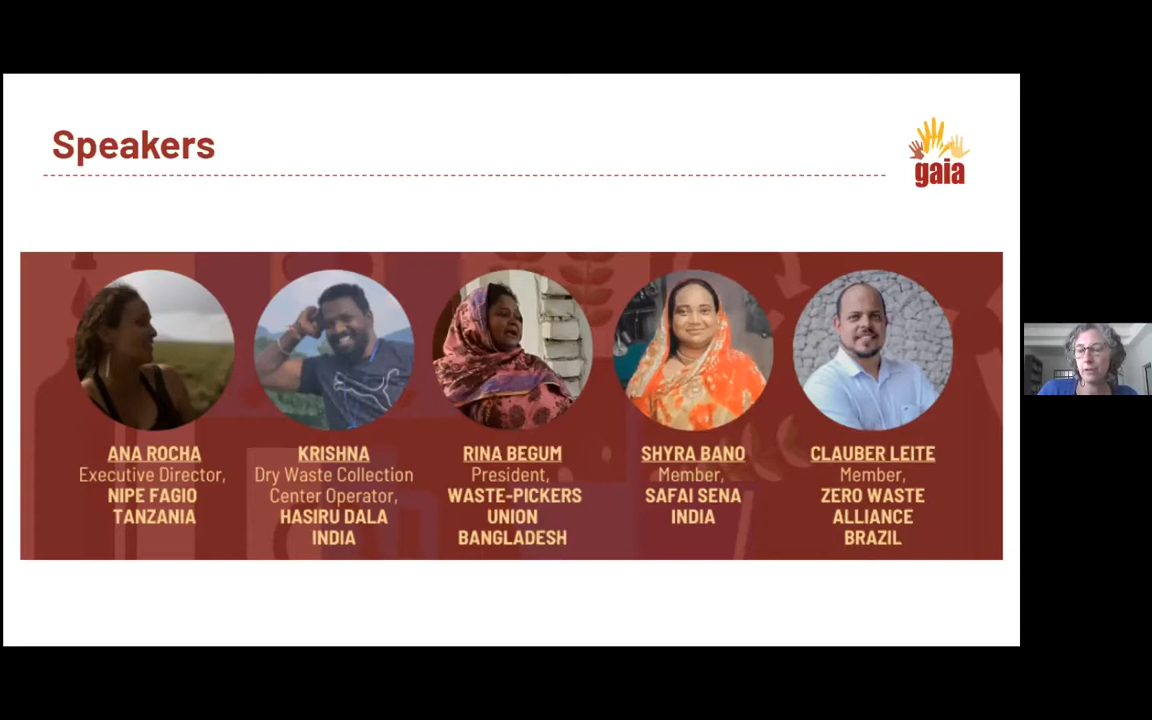 Speakers
gaia
ANA ROCHA
Executive Director,
NIPE FAGIO
TANZANIA
KRISHNA
Dry Waste Collection
Center Operator,
HASIRU DALA
INDIA
RINA BEGUM
President,
WASTE-PICKERS
UNION
BANGLADESH
SHYRA BANO
Member,
SAFAI SENA
INDIA
CLAUBER LEITE
Member,
ZERO WASTE
ALLIANCE
BRAZIL